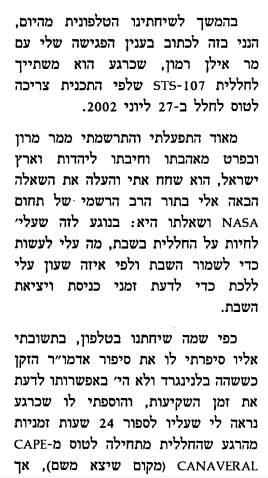 בהמשך לשיחתינו הטלפונית מהיום,
הנני בזה לכתוב בענין הפגישה שלי עם
מר אילן רמון, שכרגע הוא משתייך
לחללית STS-107 שלפי התכנית צריכה
לטוס לחלל ב-27 ליוני 2002.
מאוד התפעלתי והתרשמתי ממר מרון
ובפרט מאהבתו וחיבתו ליהדות וארץ
ישראל, הוא שחח אתי והעלה את השאלה
הבאה אלי בתור הרב הרשמי של תחום
NASA ושאלתו היא: בנוגע לזה שעלי׳
לחיות על החללית בשבת, מה עלי לעשות
כדי לשמור השבת ולפי איזה שעון עלי
ללכת כדי לדעת זמני כניסת ויציאת
השבת.
כפי שמה שיחתנו בטלפון, בתשובתי
אליו סיפרתי לו את סיפור אדמו״ר הזקן
כששהה בלנינגרד ולא הי׳ באפשרותו לדעת
את זמן השקיעות, והוספתי לו שכרגע
נראה לי שעליו לספור 24 שעות זמניות
מהרגע שהחללית מתחילה לטוס מ-CAPE
CANAVERAL (מקום שיצא משם), אך